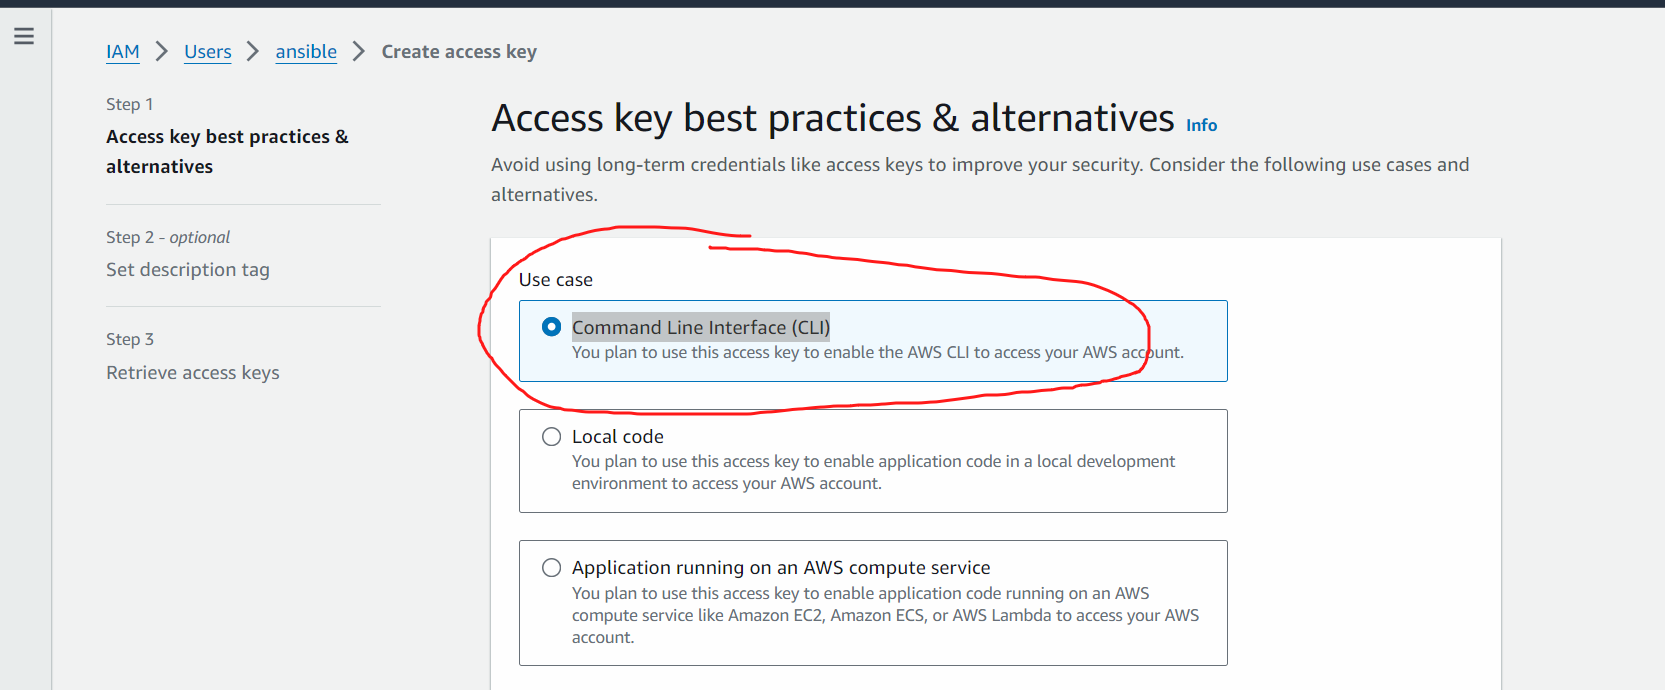 IAM > Users > ansible > Create access key
Step 1
Access key best practices &
alternatives
Step 2 - optional
Set description tag
Step 3
Retrieve access keys
Access key best practices & alternatives Info
Avoid using long-term credentials like access keys to improve your security. Consider the following use cases and
alternatives.
Use case
Command Line Interface (CLI)
You plan to use this access key to enable the AWS CLI to access your AWS account.
Local code
You plan to use this access key to enable application code in a local development
environment to access your AWS account.
Application running on an AWS compute service
You plan to use this access key to enable application code running on an AWS
compute service like Amazon EC2, Amazon ECS, or AWS Lambda to access your AWS
account.